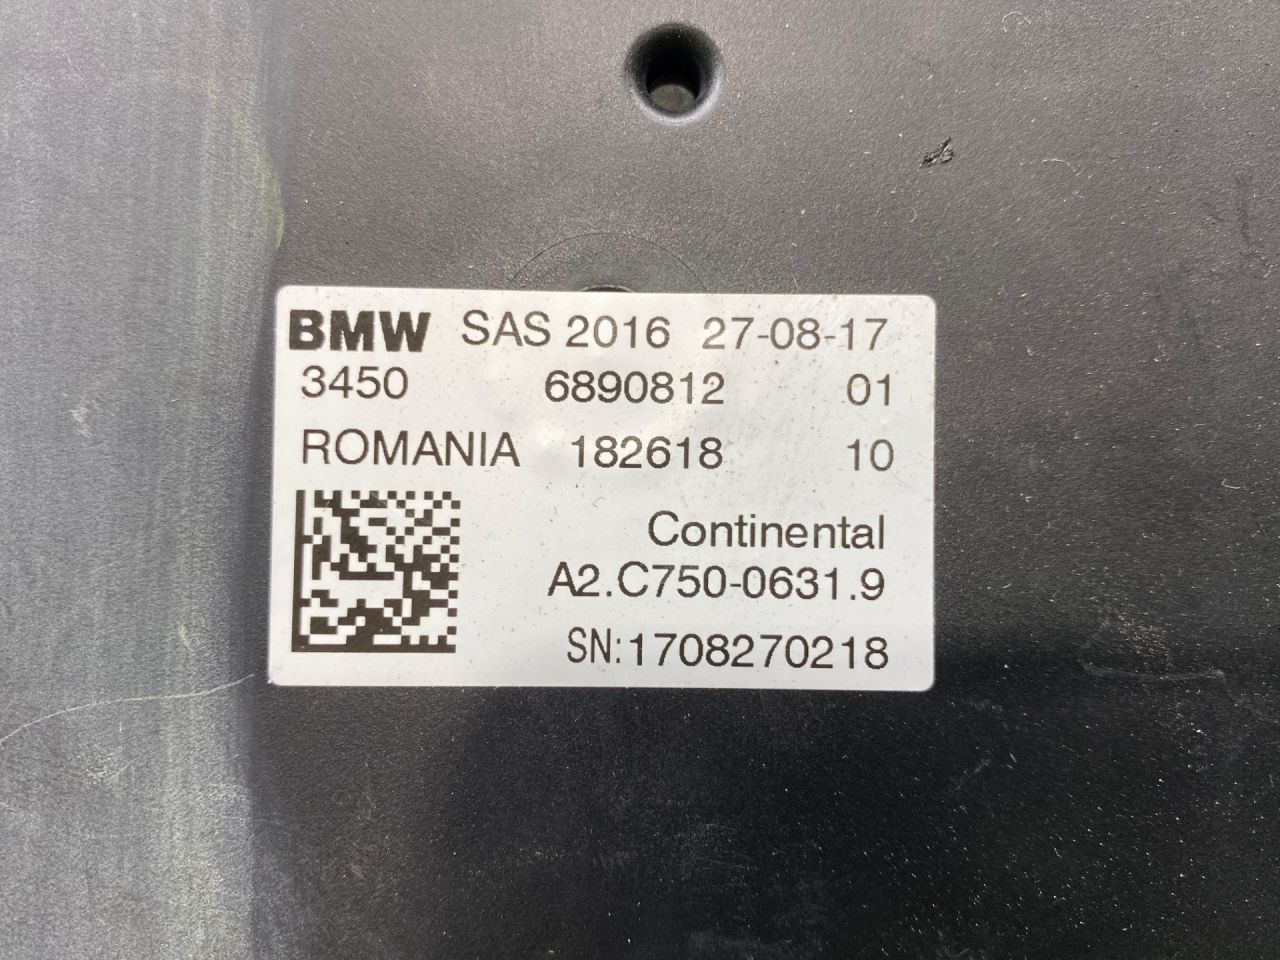 BMW SAS 2016 27-08-17
3450 6890812 01
ROMANIA 182618 10
Continental
A2.C750-0631.9
SN:1708270218